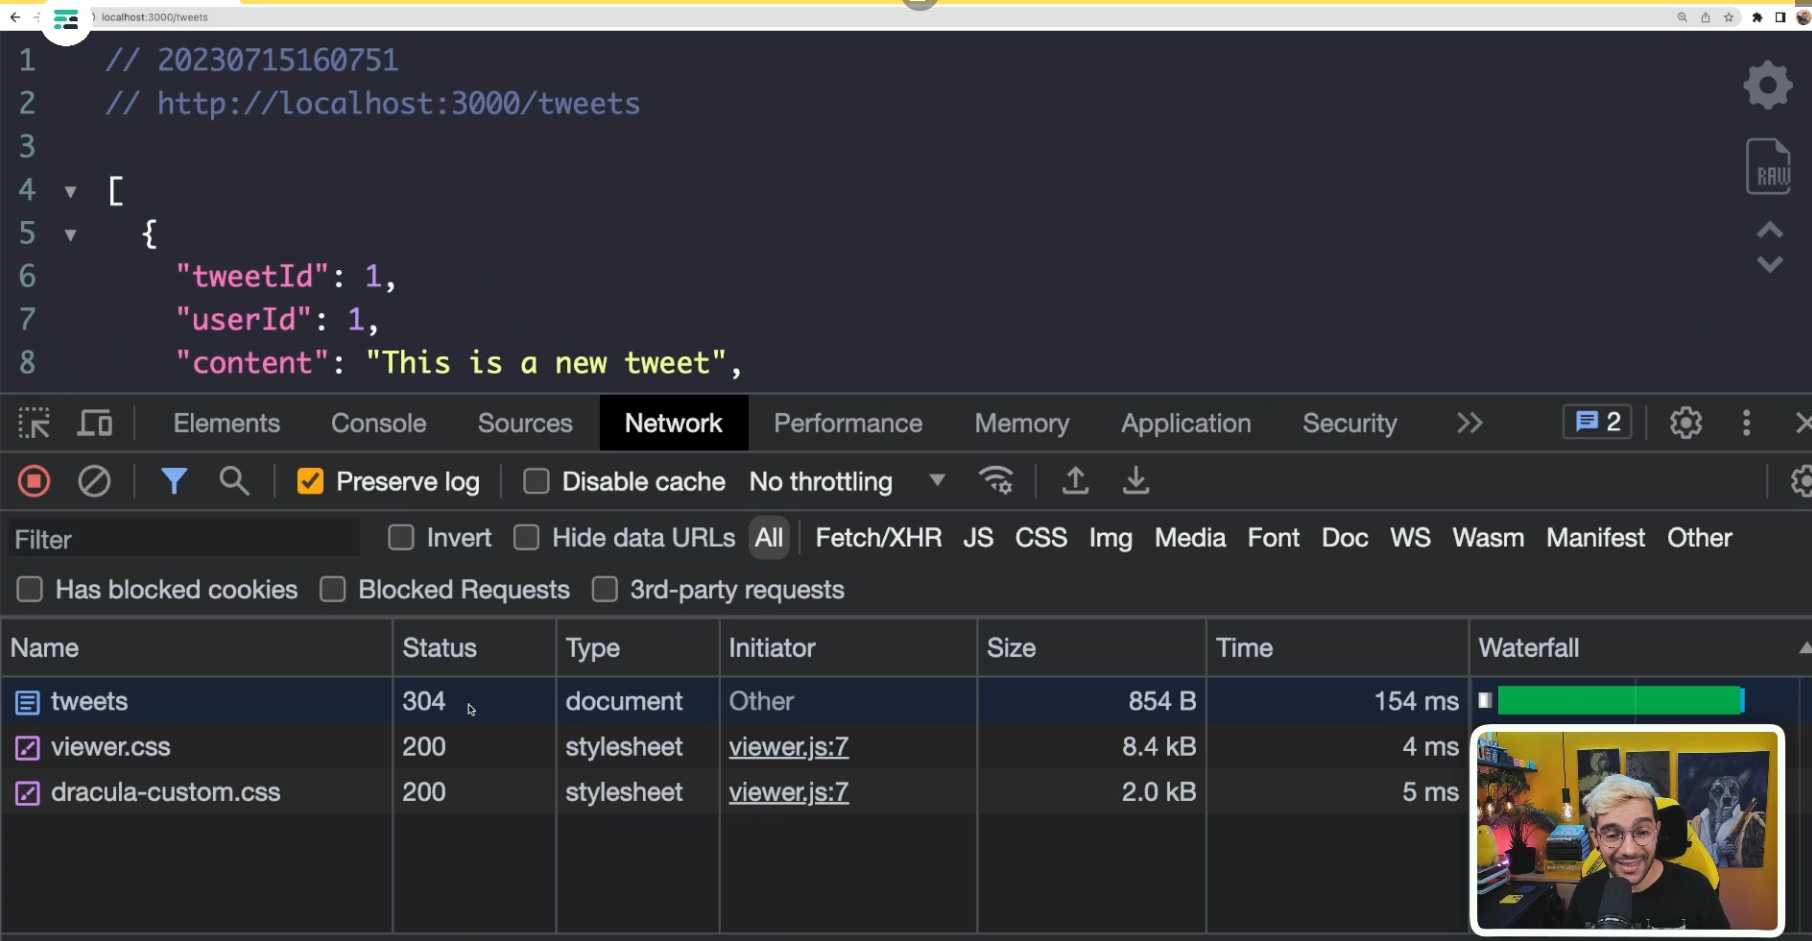 localhost:3000/tweets
1 // 20230715160751
2 // http://localhost:3000/tweets
3
4 [
5 {
6 "tweetId": 1,
7 "userId": 1,
8 "content": "This is a new tweet",
RAW
Elements Console Sources Network Performance Memory Application Security 2
Preserve log Disable cache No throttling
Filter Invert Hide data URLs All Fetch/XHR JS CSS Img Media Font Doc WS Wasm Manifest Other
Has blocked cookies Blocked Requests 3rd-party requests
Name Status Type Initiator Size Time Waterfall
tweets 304 document Other 854 B 154 ms
viewer.css 200 stylesheet viewer.js:7 8.4 kB 4 ms
dracula-custom.css 200 stylesheet viewer.js:7 2.0 kB 5 ms